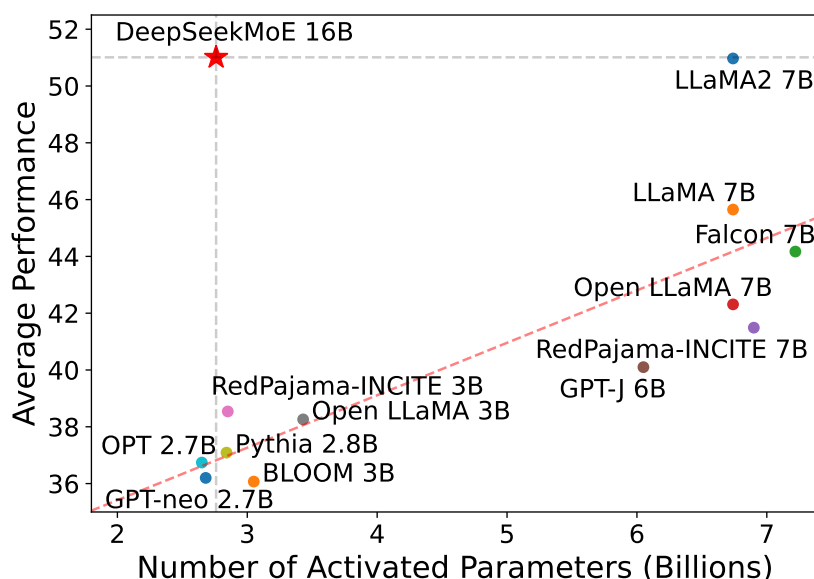 DeepSeekMoE 16B
LLaMA2 7B
LLaMA 7B
Falcon 7B
Open LLaMA 7B
RedPajama-INCITE 7B
GPT-J 6B
RedPajama-INCITE 3B
Open LLaMA 3B
OPT 2.7B
Pythia 2.8B
BLOOM 3B
GPT-neo 2.7B
52
50
48
46
44
42
40
38
36
Average Performance
2 3 4 5 6 7
Number of Activated Parameters (Billions)